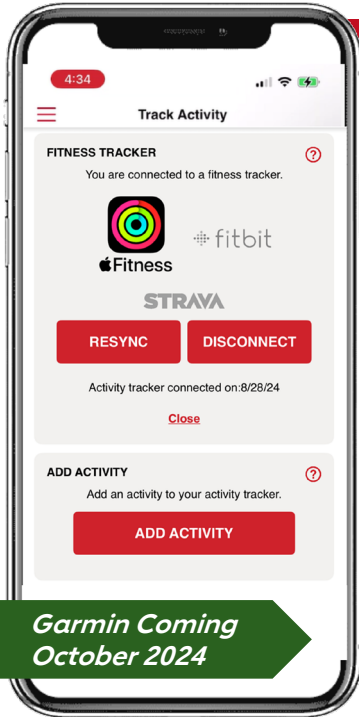 4:34
Track Activity
FITNESS TRACKER
You are connected to a fitness tracker.
Fitness
fitbit
STRAVA
RESYNC DISCONNECT
Activity tracker connected on:8/28/24
Close
ADD ACTIVITY
Add an activity to your activity tracker.
ADD ACTIVITY
Garmin Coming
October 2024